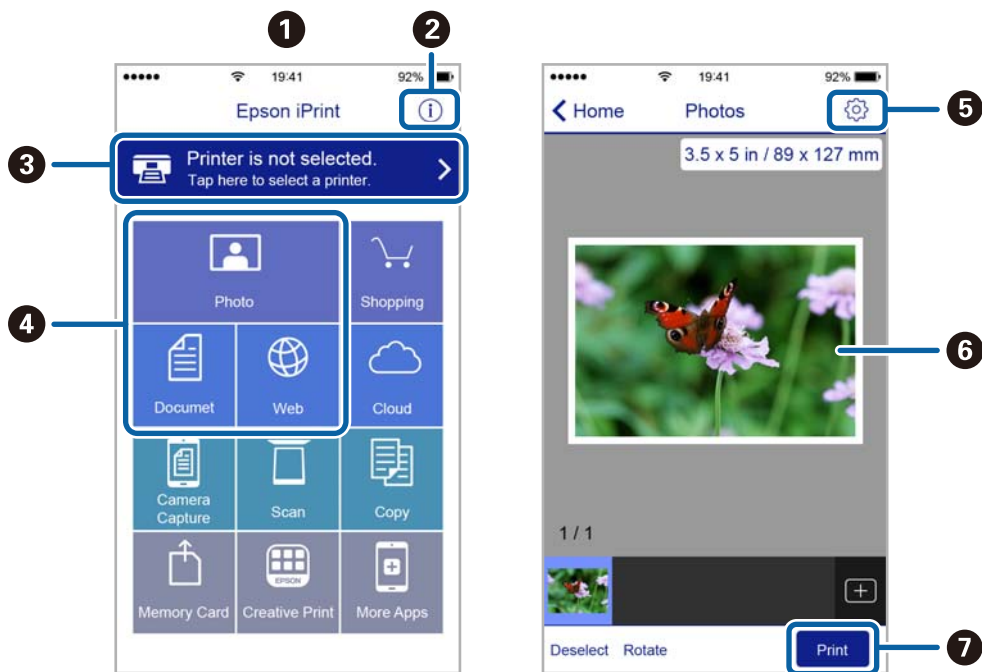 1
2
19:41
92%
Epson iPrint
i
3
Printer is not selected.
Tap here to select a printer.
4
Photo
Shopping
Documet
Web
Cloud
Camera
Capture
Scan
Copy
EPSON
Memory Card
Creative Print
More Apps
19:41
92%
Home
Photos
5
3.5 x 5 in / 89 x 127 mm
6
1 / 1
Deselect
Rotate
Print
7